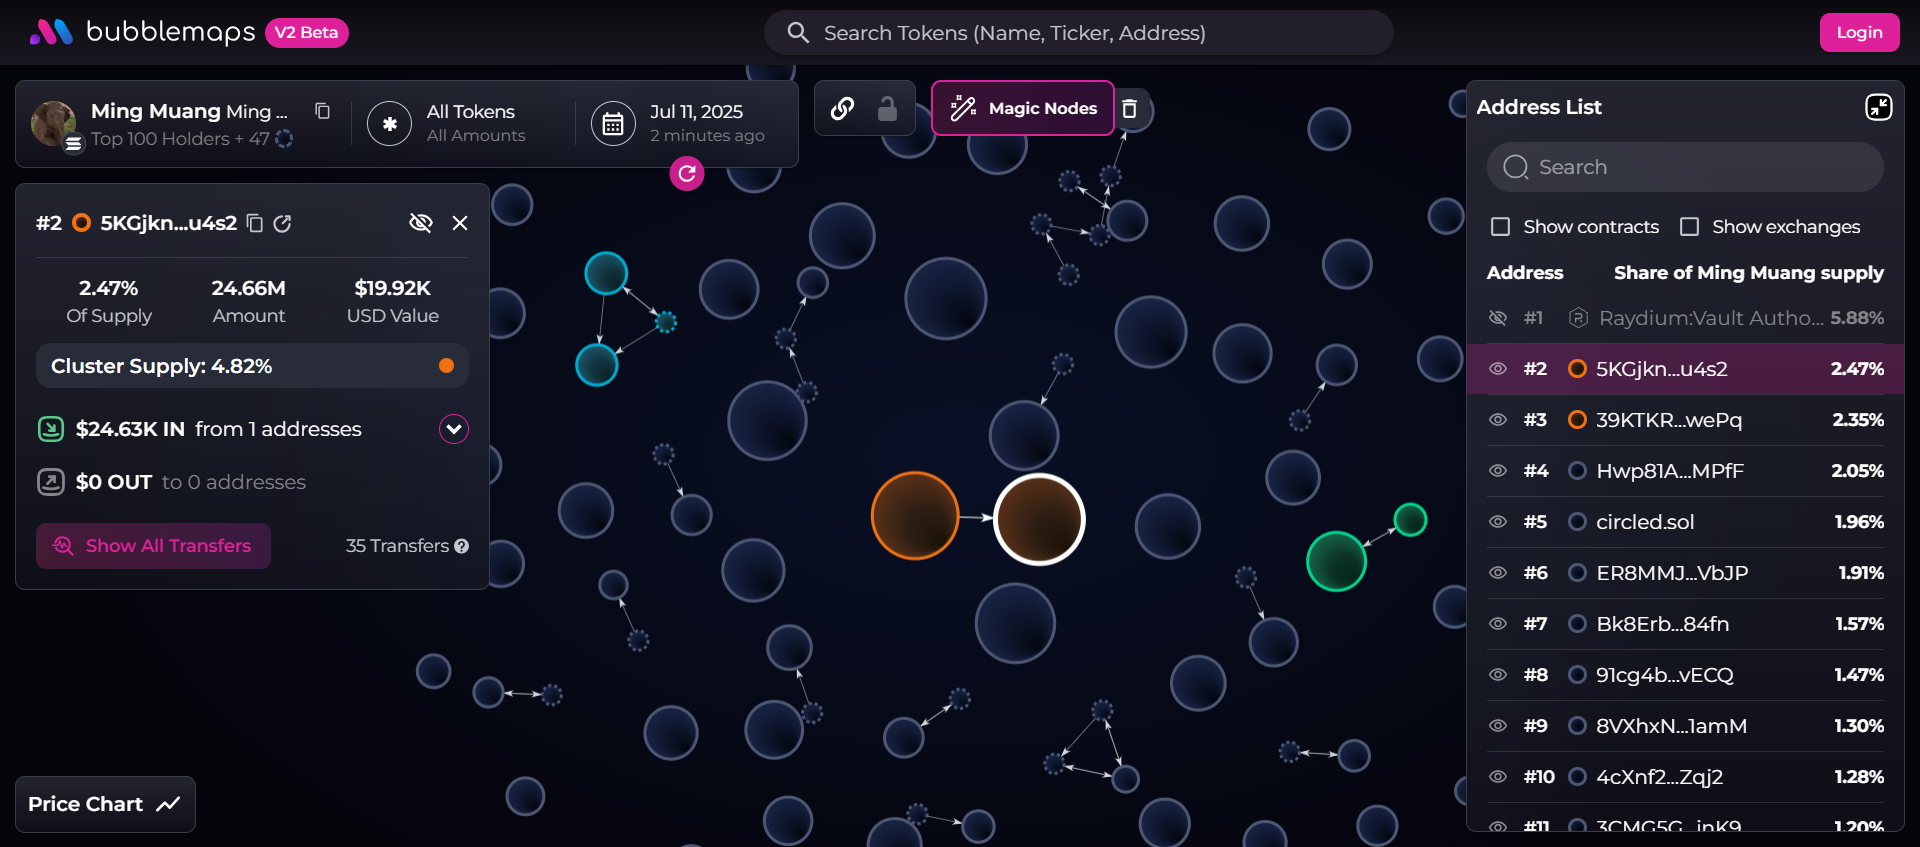 bubblemaps V2 Beta
Search Tokens (Name, Ticker, Address)
Login
Ming Muang Ming ...
Top 100 Holders + 47
All Tokens
All Amounts
Jul 11, 2025
2 minutes ago
Magic Nodes
#2 5KGjkn...u4s2
2.47% 24.66M $19.92K
Of Supply Amount USD Value
Cluster Supply: 4.82%
$24.63K IN from 1 addresses
$0 OUT to 0 addresses
Show All Transfers 35 Transfers ?
Price Chart
Address List
Search
Show contracts Show exchanges
Address Share of Ming Muang supply
#1 Raydium:Vault Autho... 5.88%
#2 5KGjkn...u4s2 2.47%
#3 39KTKR...wePq 2.35%
#4 Hwp81A...MPfF 2.05%
#5 circled.sol 1.96%
#6 ER8MMJ...VbJP 1.91%
#7 Bk8Erb...84fn 1.57%
#8 91cg4b...vECQ 1.47%
#9 8VXhxN...1amM 1.30%
#10 4cXnf2...Zqj2 1.28%
#11 3CMG5G...jnK9 1.20%